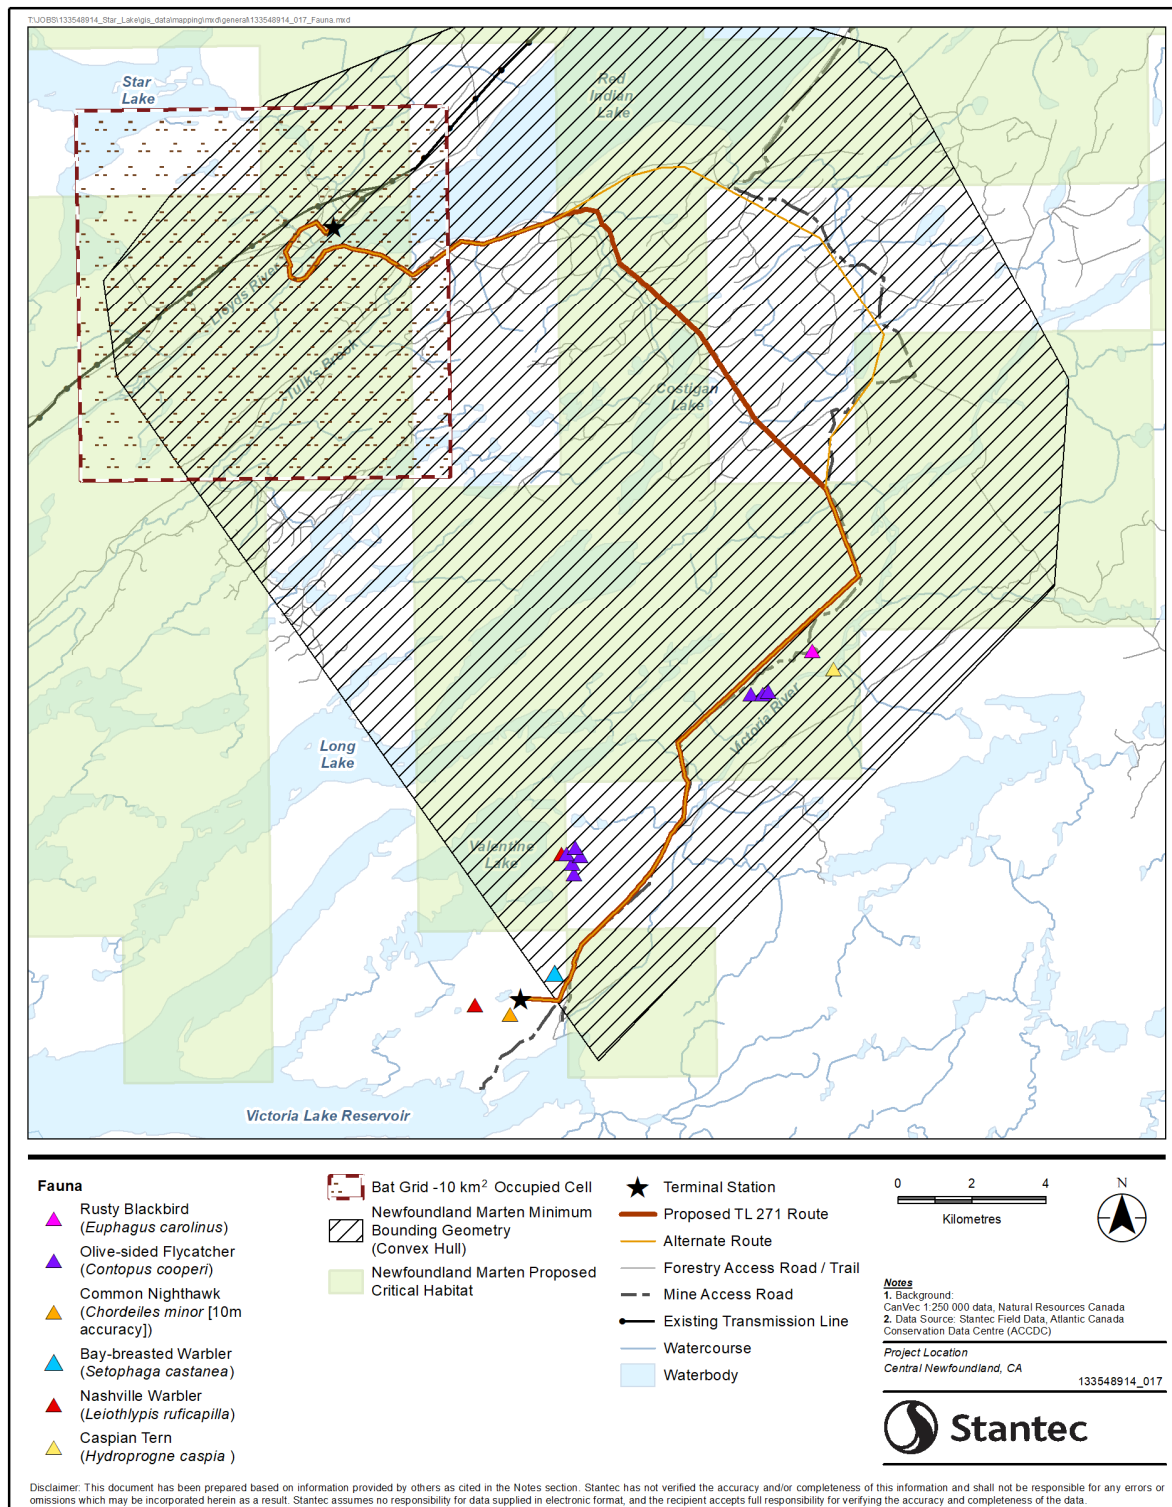 T:\JOBS\133548914_Star_Lake\gis_data\mapping\mxd\general\133548914_017_Fauna.mxd
Star
Lake
Red
Indian
Lake
Lloyds River
Tulk's Brook
Costigan
Lake
Victoria River
Long
Lake
Valentine
Lake
Victoria Lake Reservoir
Fauna
Rusty Blackbird
(Euphagus carolinus)
Olive-sided Flycatcher
(Contopus cooperi)
Common Nighthawk
(Chordeiles minor [10m
accuracy])
Bay-breasted Warbler
(Setophaga castanea)
Nashville Warbler
(Leiothlypis ruficapilla)
Caspian Tern
(Hydroprogne caspia )
Bat Grid -10 km² Occupied Cell
Newfoundland Marten Minimum
Bounding Geometry
(Convex Hull)
Newfoundland Marten Proposed
Critical Habitat
Terminal Station
Proposed TL 271 Route
Alternate Route
Forestry Access Road / Trail
Mine Access Road
Existing Transmission Line
Watercourse
Waterbody
0 2 4
Kilometres
N
Notes
1. Background:
CanVec 1:250 000 data, Natural Resources Canada
2. Data Source: Stantec Field Data, Atlantic Canada
Conservation Data Centre (ACCDC)
Project Location
Central Newfoundland, CA
133548914_017
Stantec
Disclaimer: This document has been prepared based on information provided by others as cited in the Notes section. Stantec has not verified the accuracy and/or completeness of this information and shall not be responsible for any errors or
omissions which may be incorporated herein as a result. Stantec assumes no responsibility for data supplied in electronic format, and the recipient accepts full responsibility for verifying the accuracy and completeness of the data.